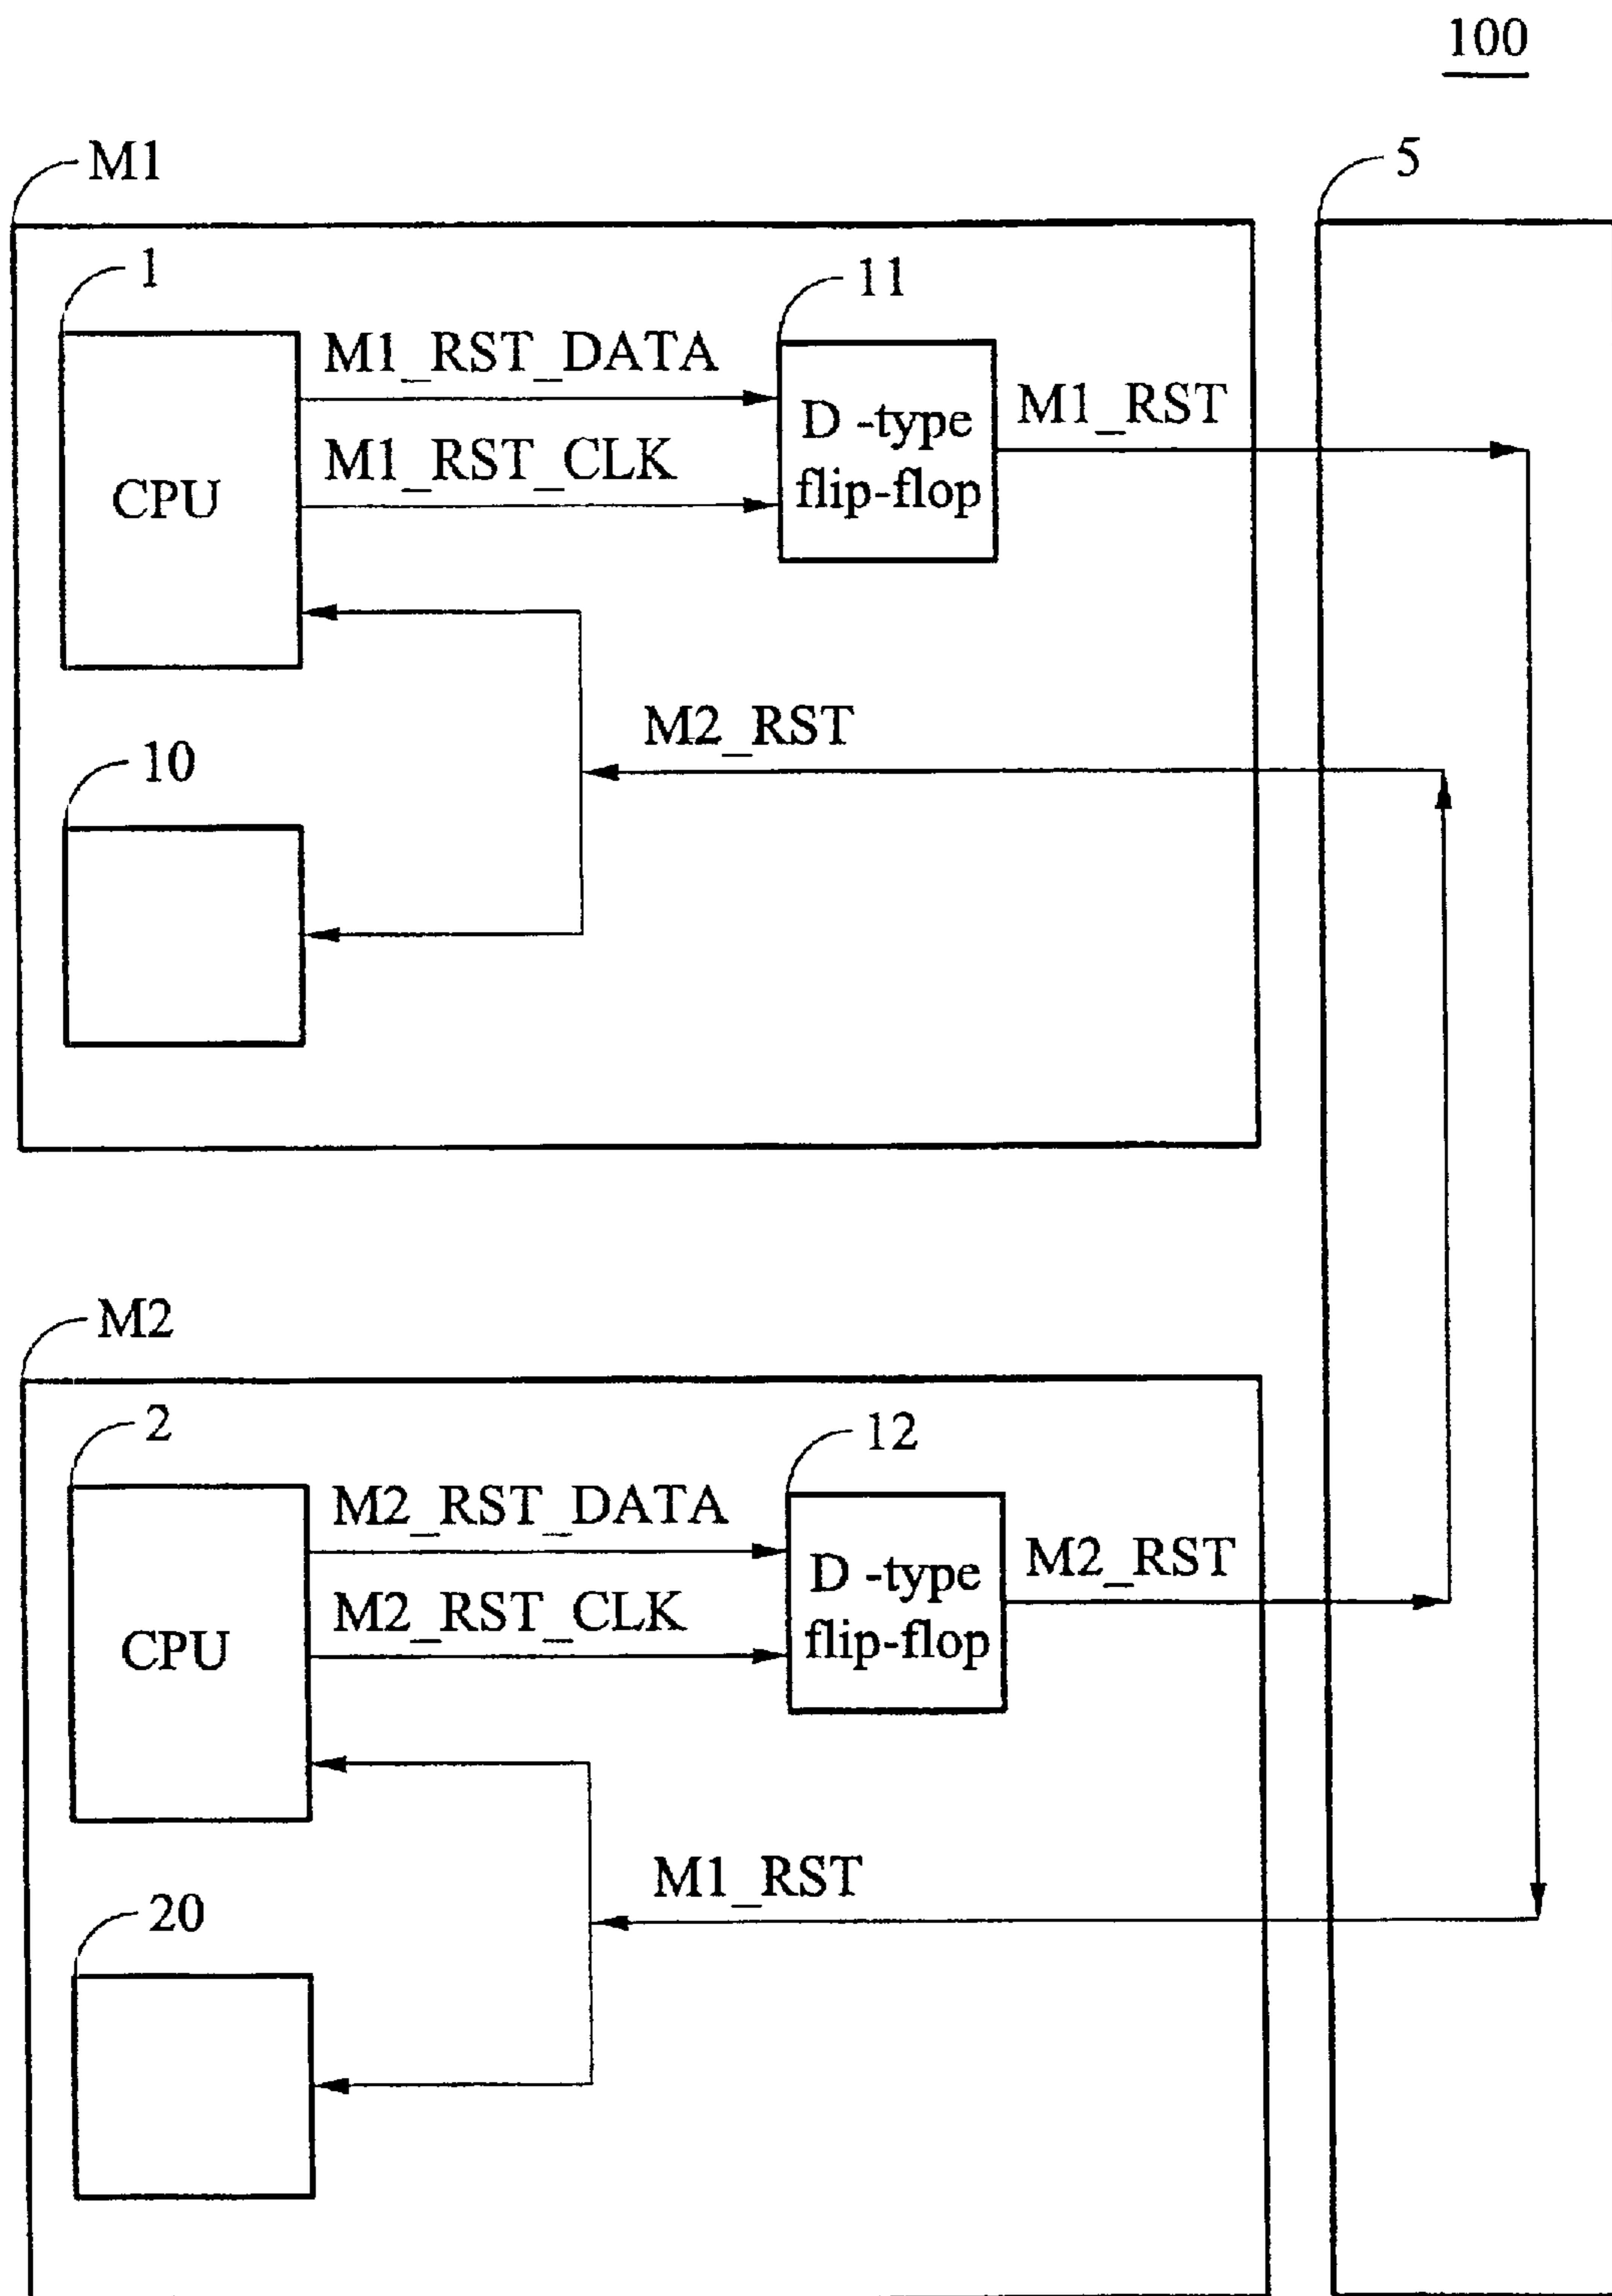 100
M1
5
1
11
M1_RST_DATA
M1_RST_CLK
CPU
D -type
flip-flop
M1_RST
M2_RST
10
M2
2
12
M2_RST_DATA
M2_RST_CLK
CPU
D -type
flip-flop
M2_RST
M1_RST
20